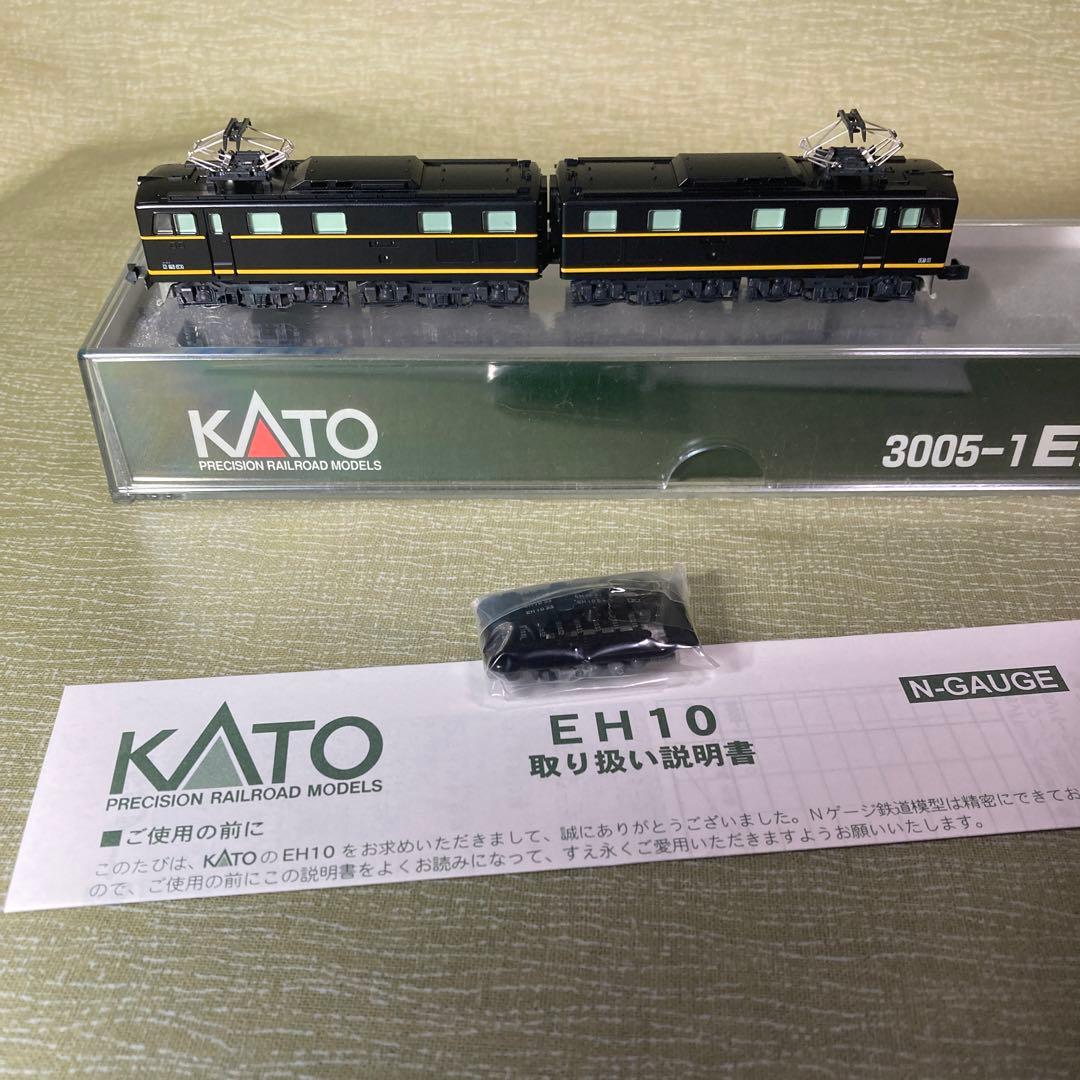 KATO
PRECISION RAILROAD MODELS
3005-1 E
N-GAUGE
KATO
PRECISION RAILROAD MODELS
EH10
取り扱い説明書
■ご使用の前に
このたびは、KATOのEH10をお求めいただきまして、誠にありがとうございました。Nゲージ鉄道模型は精密にできてお
ので、ご使用の前にこの説明書をよくお読みになって、すえ永くご愛用いただきますようお願いいたします。